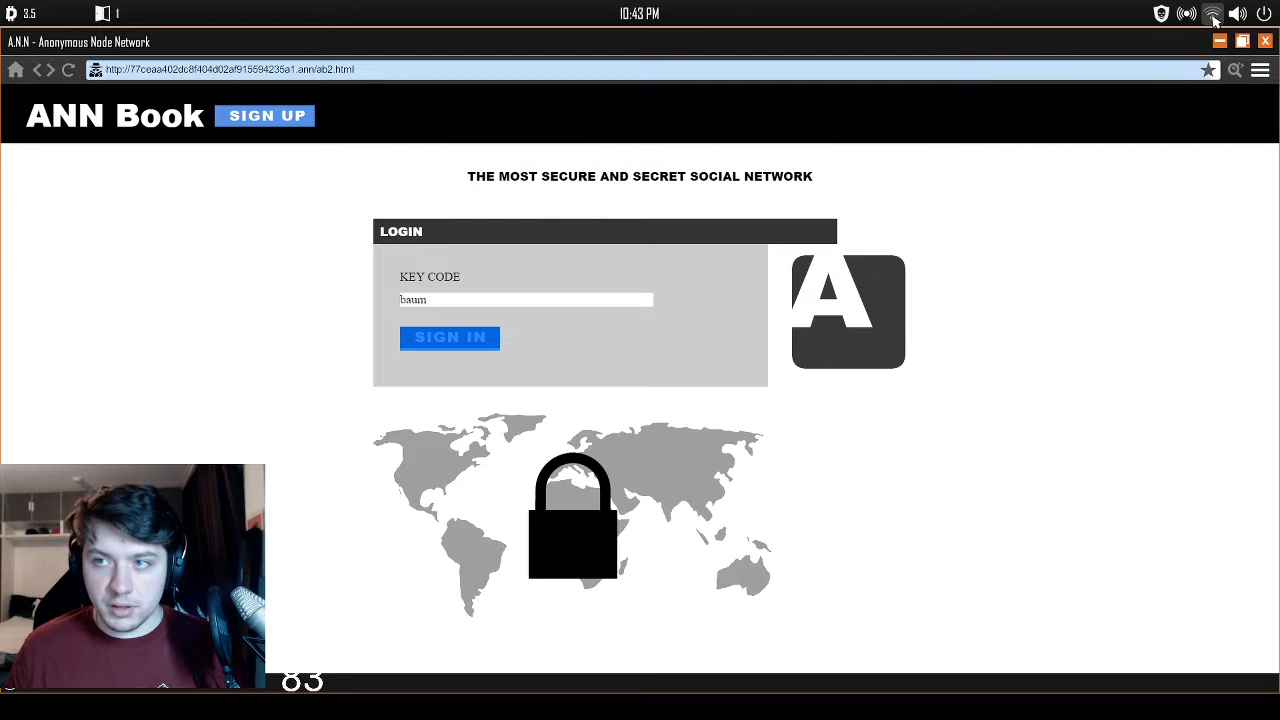 3.5
1
10:43 PM
A.N.N - Anonymous Node Network
http://77ceaa402dc8f404d02af915594235a1.ann/ab2.html
ANN Book
SIGN UP
THE MOST SECURE AND SECRET SOCIAL NETWORK
LOGIN
KEY CODE
baum
SIGN IN
A
83